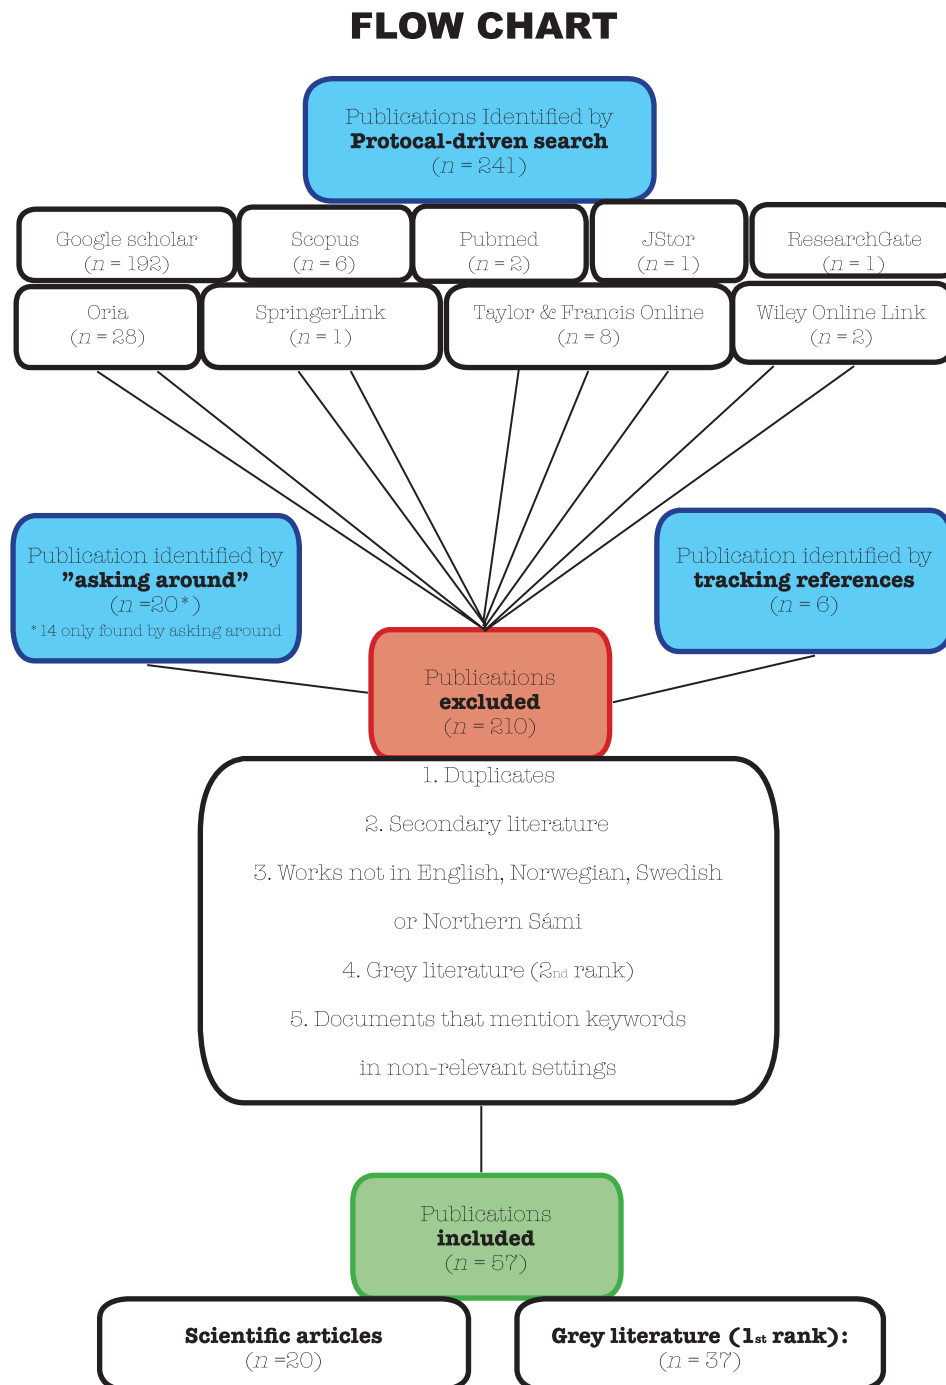 FLOW CHART
Publications Identified by
Protocal-driven search
(n = 241)
Google scholar
(n = 192)
Scopus
(n = 6)
Pubmed
(n = 2)
JStor
(n = 1)
ResearchGate
(n = 1)
Oria
(n = 28)
SpringerLink
(n = 1)
Taylor & Francis Online
(n = 8)
Wiley Online Link
(n = 2)
Publication identified by
”asking around”
(n =20*)
* 14 only found by asking around
Publication identified by
tracking references
(n = 6)
Publications
excluded
(n = 210)
1. Duplicates
2. Secondary literature
3. Works not in English, Norwegian, Swedish
or Northern Sámi
4. Grey literature (2nd rank)
5. Documents that mention keywords
in non-relevant settings
Publications
included
(n = 57)
Scientific articles
(n =20)
Grey literature (1st rank):
(n = 37)